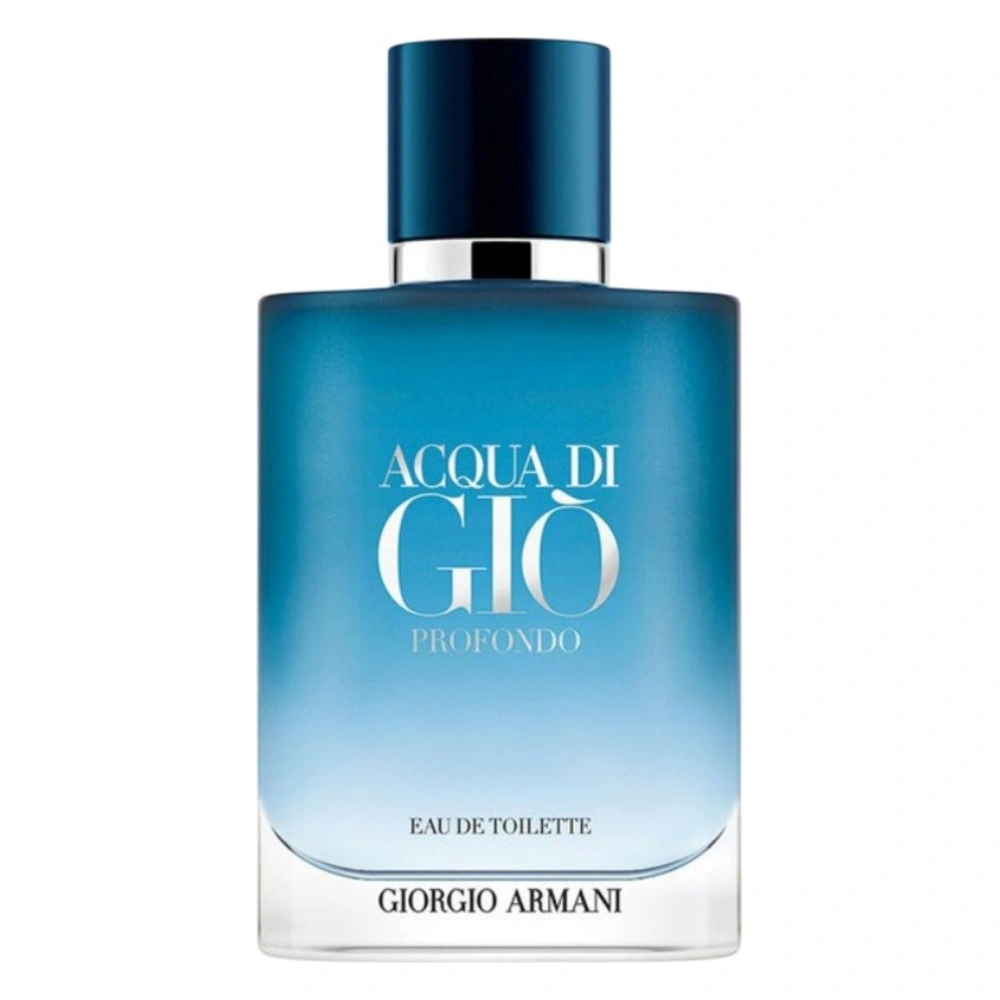 ACQUA DI
GIÒ
PROFONDO
EAU DE TOILETTE
GIORGIO ARMANI